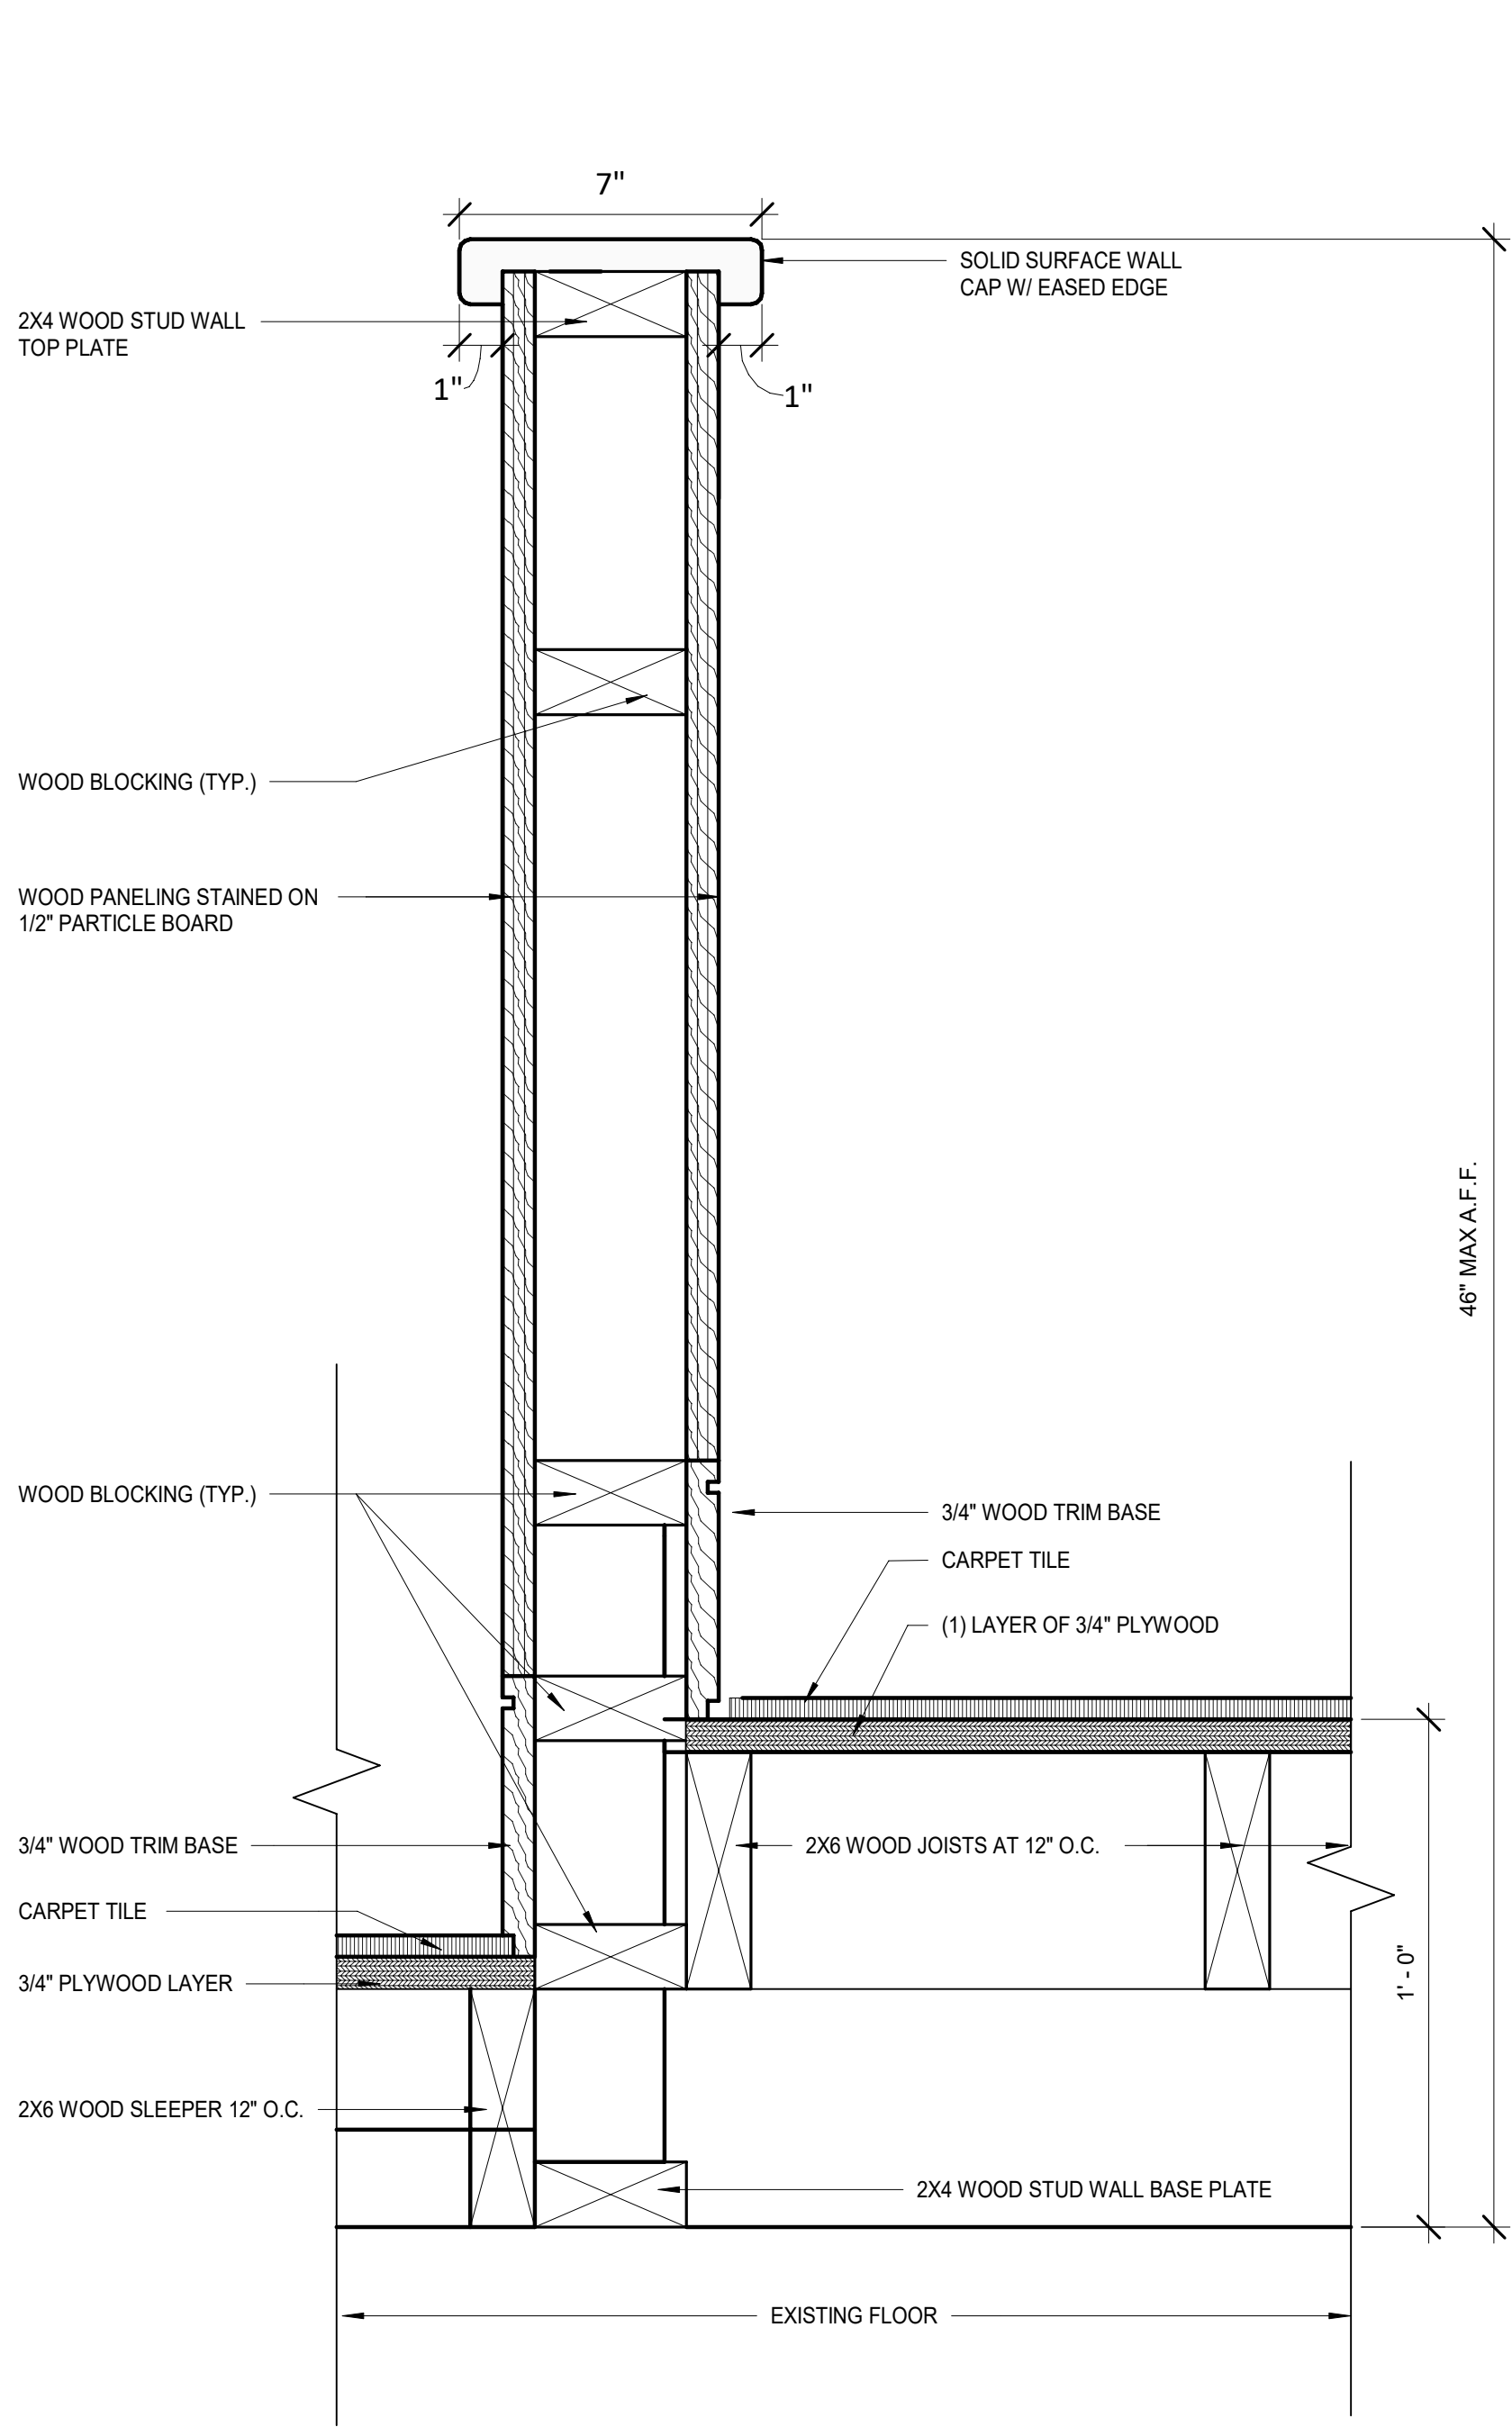 7"
SOLID SURFACE WALL
CAP W/ EASED EDGE
2X4 WOOD STUD WALL
TOP PLATE
1"
1"
WOOD BLOCKING (TYP.)
WOOD PANELING STAINED ON
1/2" PARTICLE BOARD
46" MAX A.F.F.
WOOD BLOCKING (TYP.)
3/4" WOOD TRIM BASE
CARPET TILE
(1) LAYER OF 3/4" PLYWOOD
3/4" WOOD TRIM BASE
2X6 WOOD JOISTS AT 12" O.C.
CARPET TILE
3/4" PLYWOOD LAYER
1' - 0"
2X6 WOOD SLEEPER 12" O.C.
2X4 WOOD STUD WALL BASE PLATE
EXISTING FLOOR